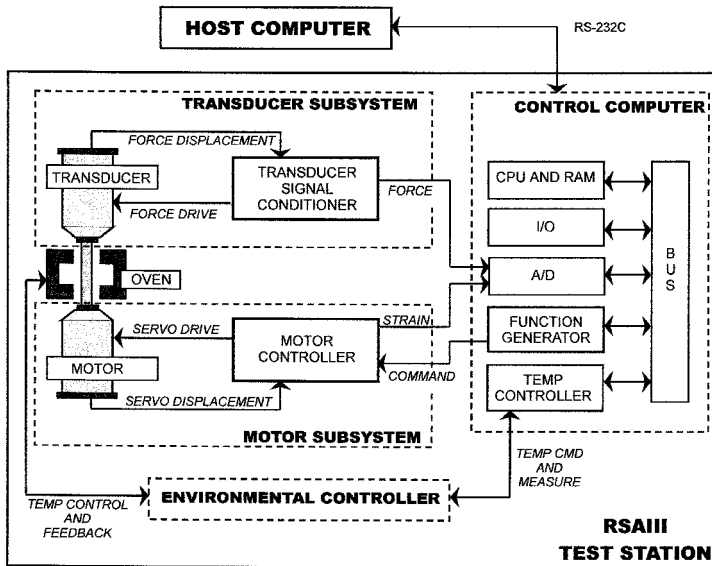 HOST COMPUTER
RS-232C
TRANSDUCER SUBSYSTEM
CONTROL COMPUTER
FORCE DISPLACEMENT
TRANSDUCER
TRANSDUCER
SIGNAL
CONDITIONER
FORCE
FORCE DRIVE
CPU AND RAM
I/O
A/D
BUS
OVEN
FUNCTION
GENERATOR
STRAIN
SERVO DRIVE
MOTOR
CONTROLLER
MOTOR
COMMAND
TEMP
CONTROLLER
SERVO DISPLACEMENT
MOTOR SUBSYSTEM
TEMP CMD
AND
MEASURE
ENVIRONMENTAL CONTROLLER
TEMP CONTROL
AND
FEEDBACK
RSAIII
TEST STATION